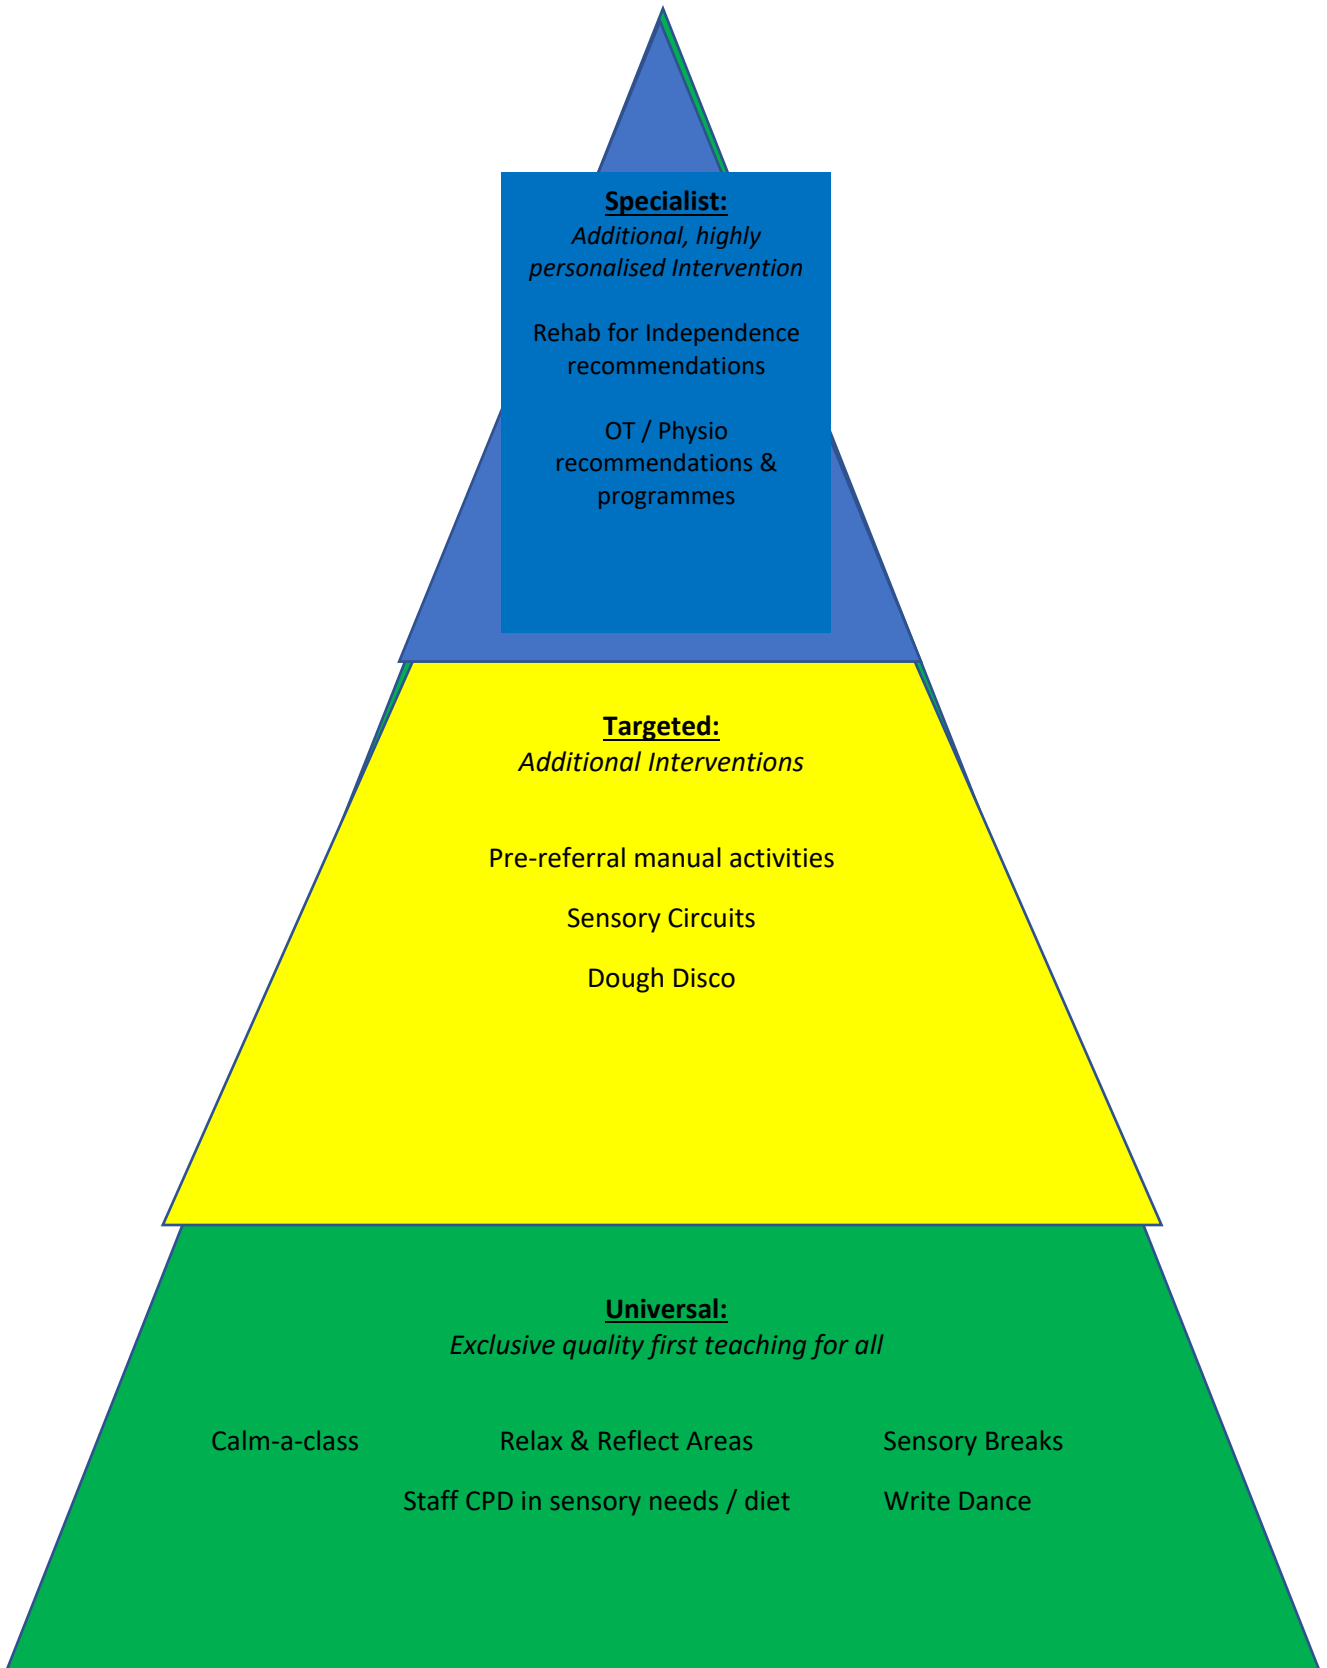 Specialist:
Additional, highly
personalised Intervention
Rehab for Independence
recommendations
OT / Physio
recommendations &
programmes
Targeted:
Additional Interventions
Pre-referral manual activities
Sensory Circuits
Dough Disco
Universal:
Exclusive quality first teaching for all
Calm-a-class Relax & Reflect Areas Sensory Breaks
Staff CPD in sensory needs / diet Write Dance